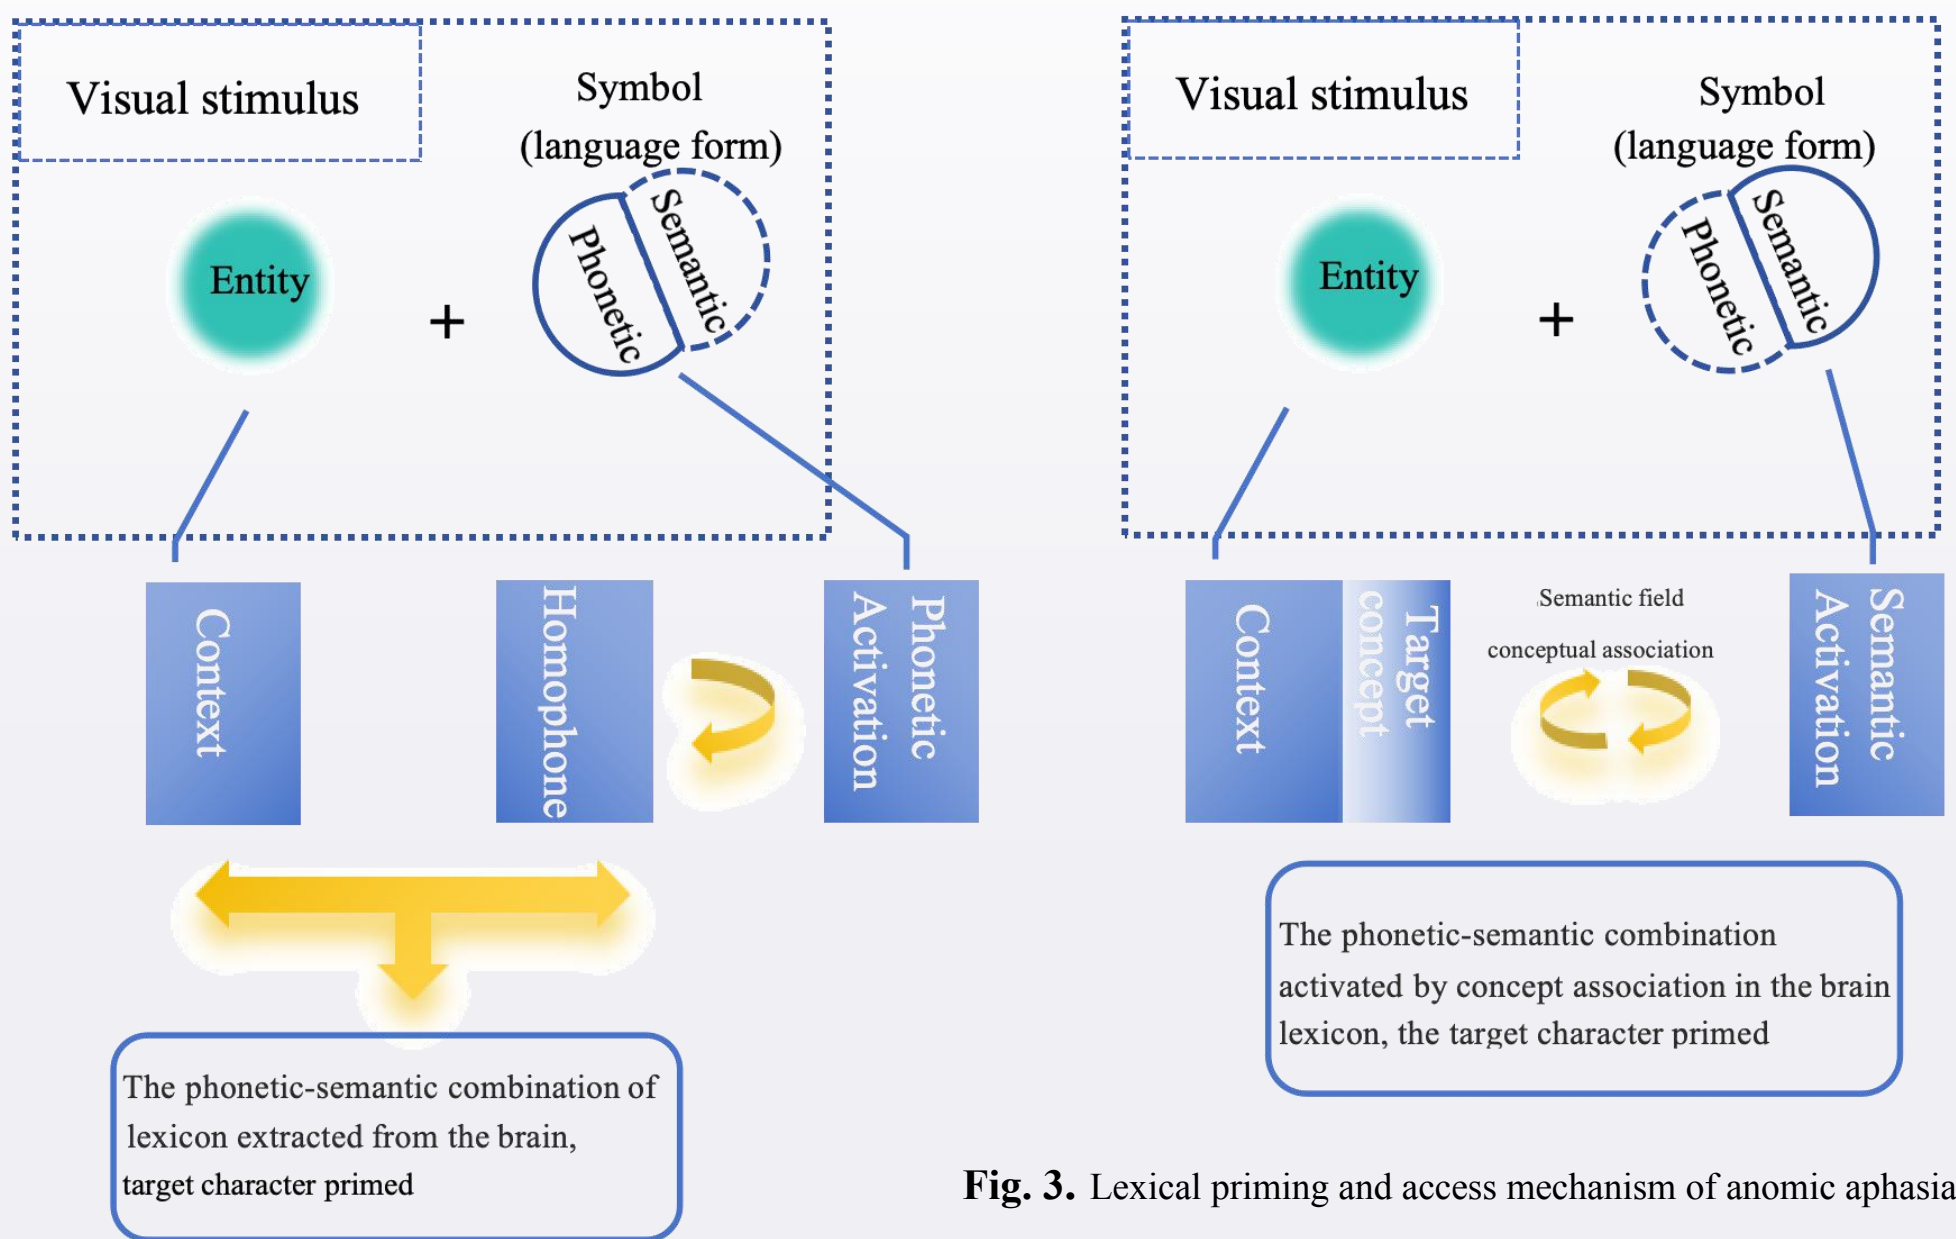 Visual stimulus
Symbol
(language form)
Entity
+
Phonetic
Semantic
Context
Homophone
Phonetic
Activation
The phonetic-semantic combination of
lexicon extracted from the brain,
target character primed
Visual stimulus
Symbol
(language form)
Entity
+
Phonetic
Semantic
Context
Target
concept
Semantic field
conceptual association
Semantic
Activation
The phonetic-semantic combination
activated by concept association in the brain
lexicon, the target character primed
Fig. 3. Lexical priming and access mechanism of anomic aphasia